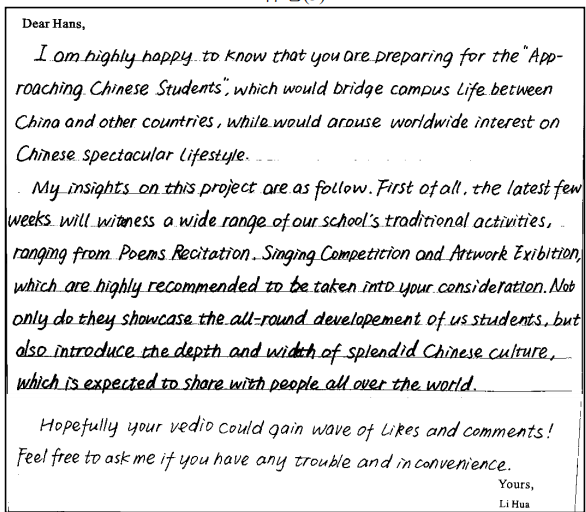 Dear Hans,
I am highly happy to know that you are preparing for the "App-
roaching Chinese Students", which would bridge campus life between
China and other countries, while would arouse worldwide interest on
Chinese spectacular lifestyle.
My insights on this project are as follow. First of all, the latest few
weeks will witness a wide range of our school's traditional activities,
ranging from Poems Recitation, Singing Competition and Artwork Exibition,
which are highly recommended to be taken into your consideration. Not
only do they showcase the all-round developement of us students, but
also introduce the depth and width of splendid Chinese culture,
which is expected to share with people all over the world.
Hopefully your vedio could gain wave of likes and comments!
Feel free to ask me if you have any trouble and inconvenience.
Yours,
Li Hua